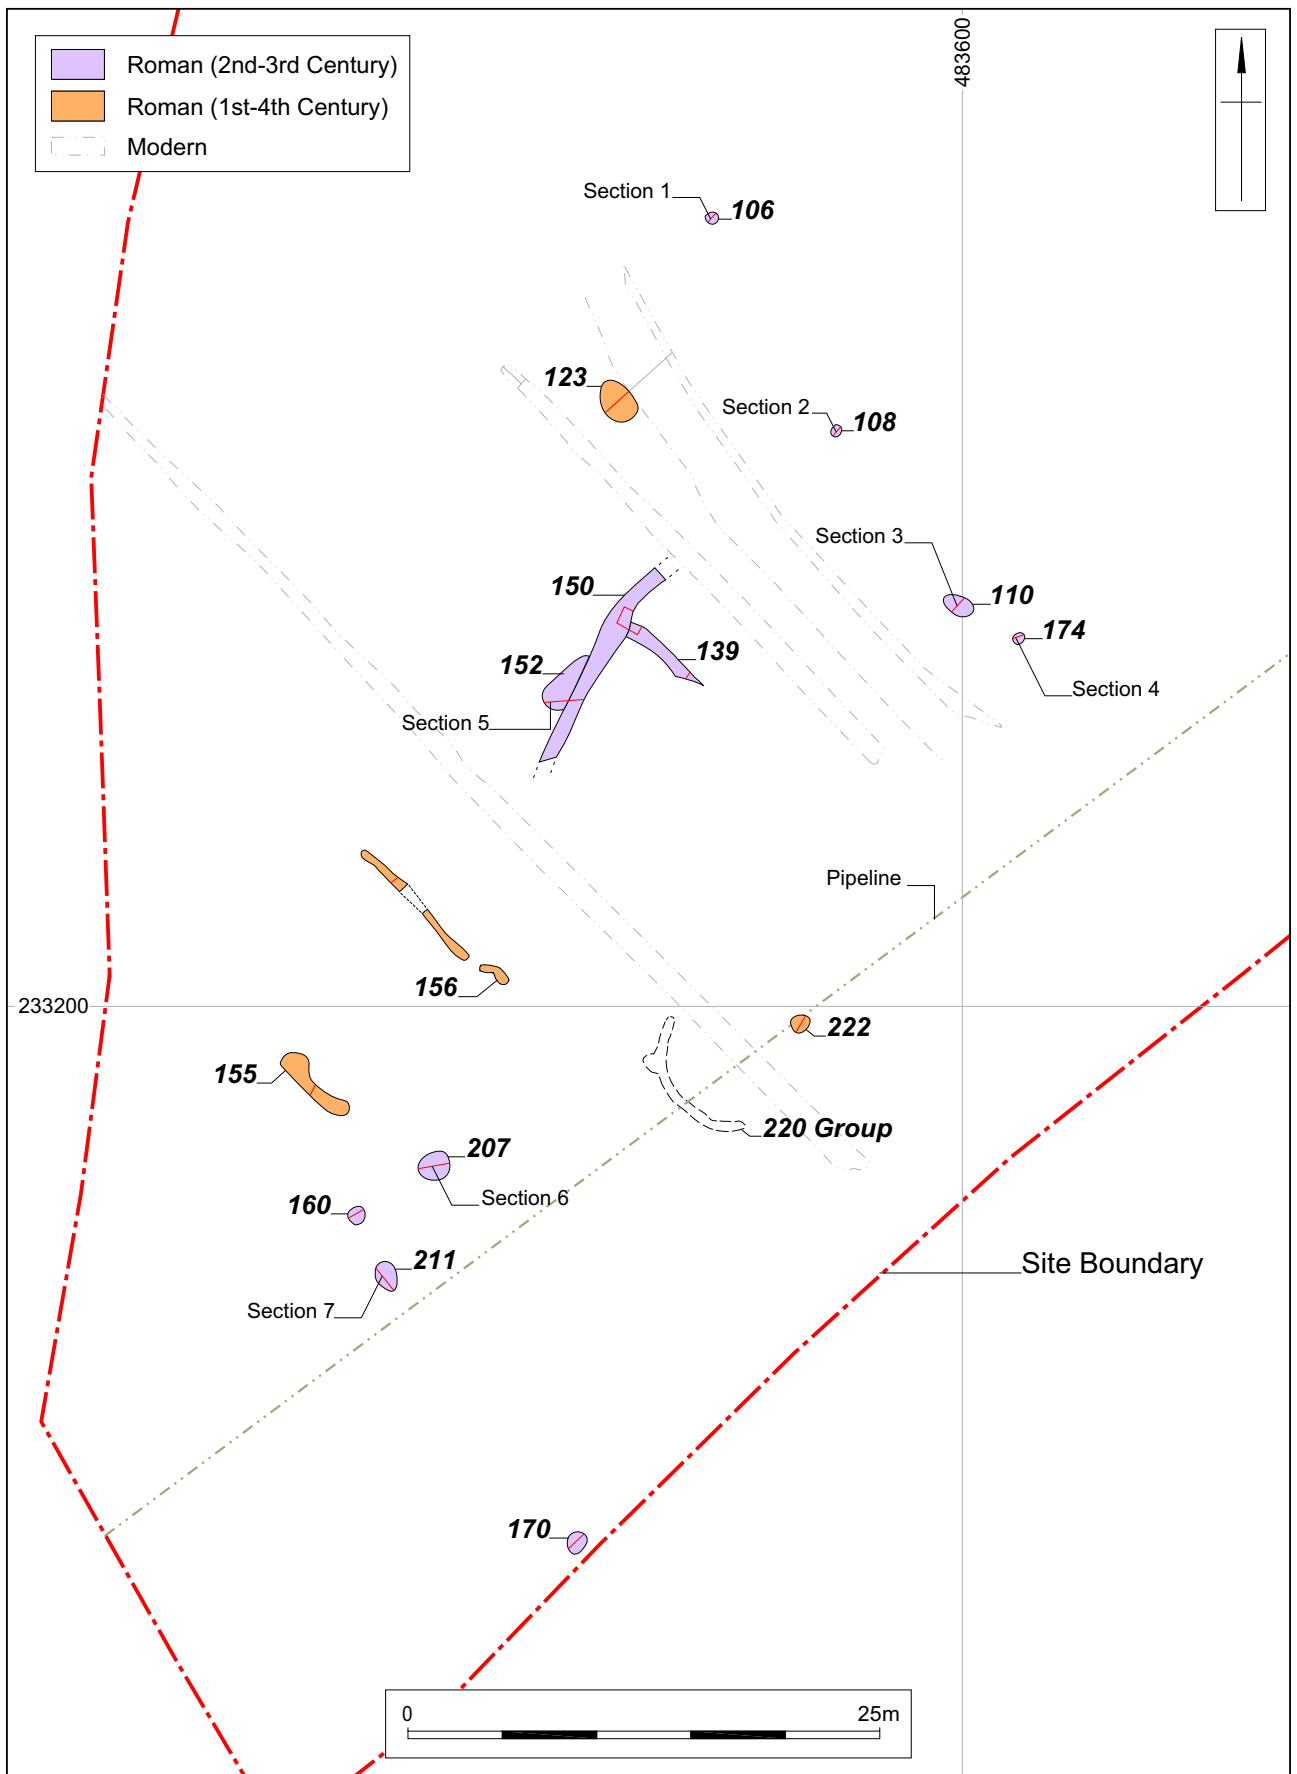 Roman (2nd-3rd Century)
Roman (1st-4th Century)
Modern
483600
Section 1
106
123
Section 2
108
Section 3
150
110
174
139
152
Section 4
Section 5
Pipeline
156
233200
222
155
220 Group
207
Section 6
160
211
Site Boundary
Section 7
170
0
25m